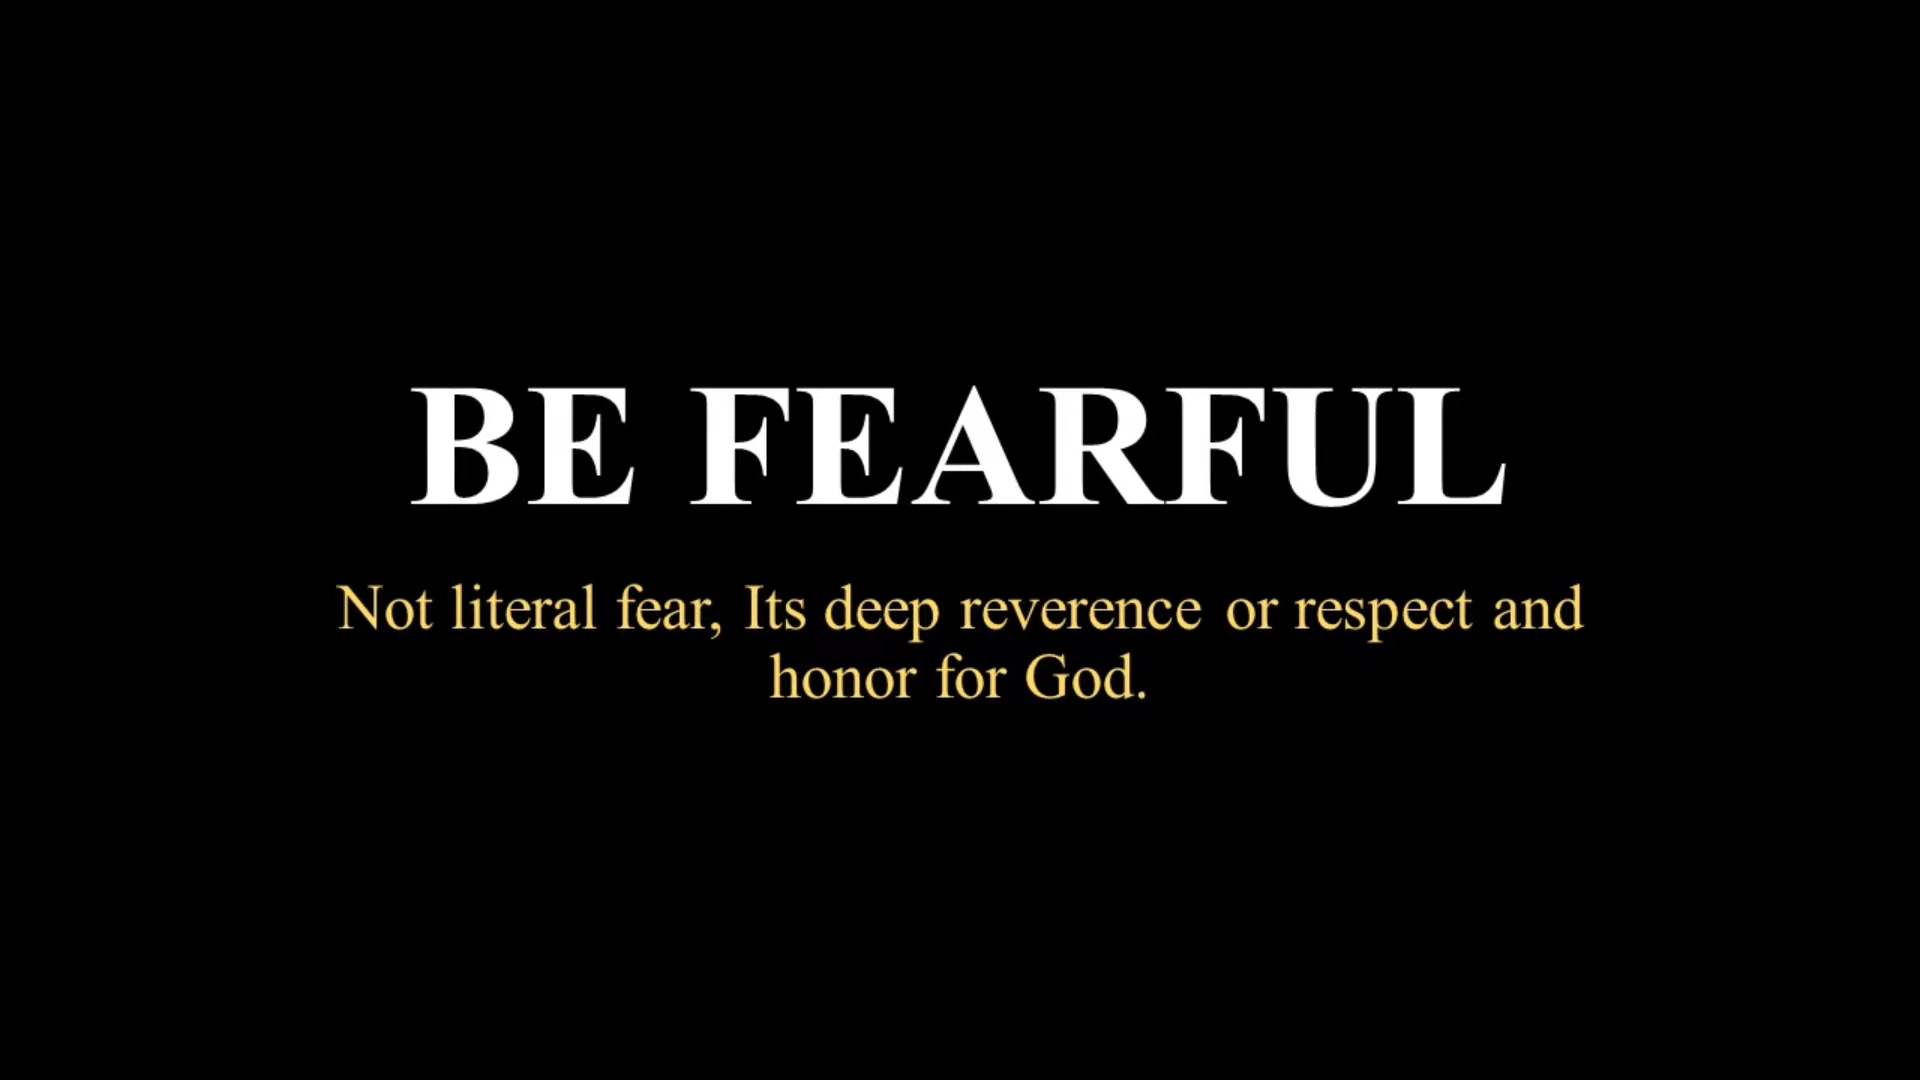 BE FEARFUL
Not literal fear, Its deep reverence or respect and
honor for God.